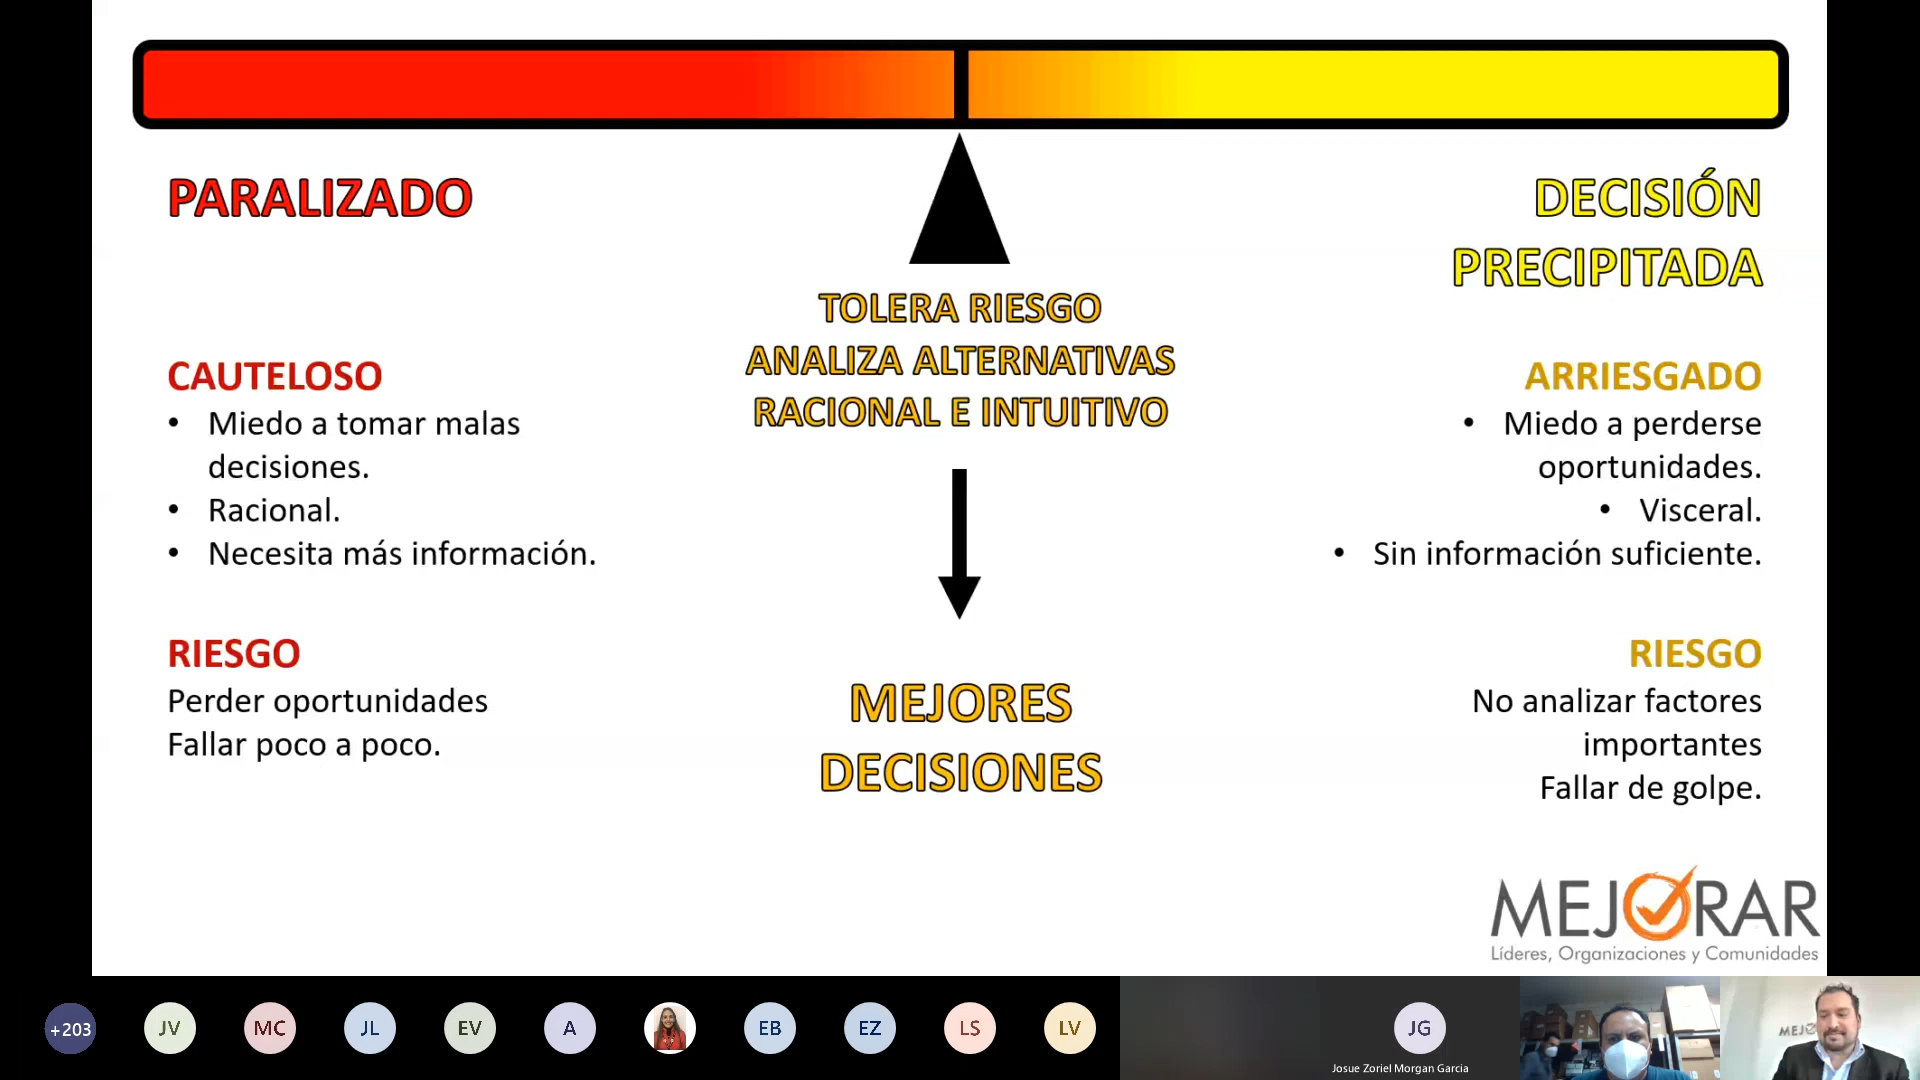 PARALIZADO
CAUTELOSO
• Miedo a tomar malas
decisiones.
• Racional.
• Necesita más información.
RIESGO
Perder oportunidades
Fallar poco a poco.
TOLERA RIESGO
ANALIZA ALTERNATIVAS
RACIONAL E INTUITIVO
MEJORES
DECISIONES
DECISIÓN
PRECIPITADA
ARRIESGADO
• Miedo a perderse
oportunidades.
• Visceral.
• Sin información suficiente.
RIESGO
No analizar factores
importantes
Fallar de golpe.
MEJORAR
Líderes, Organizaciones y Comunidades
+203
JV
MC
JL
EV
A
EB
EZ
LS
LV
JG
Josue Zoriel Morgan Garcia